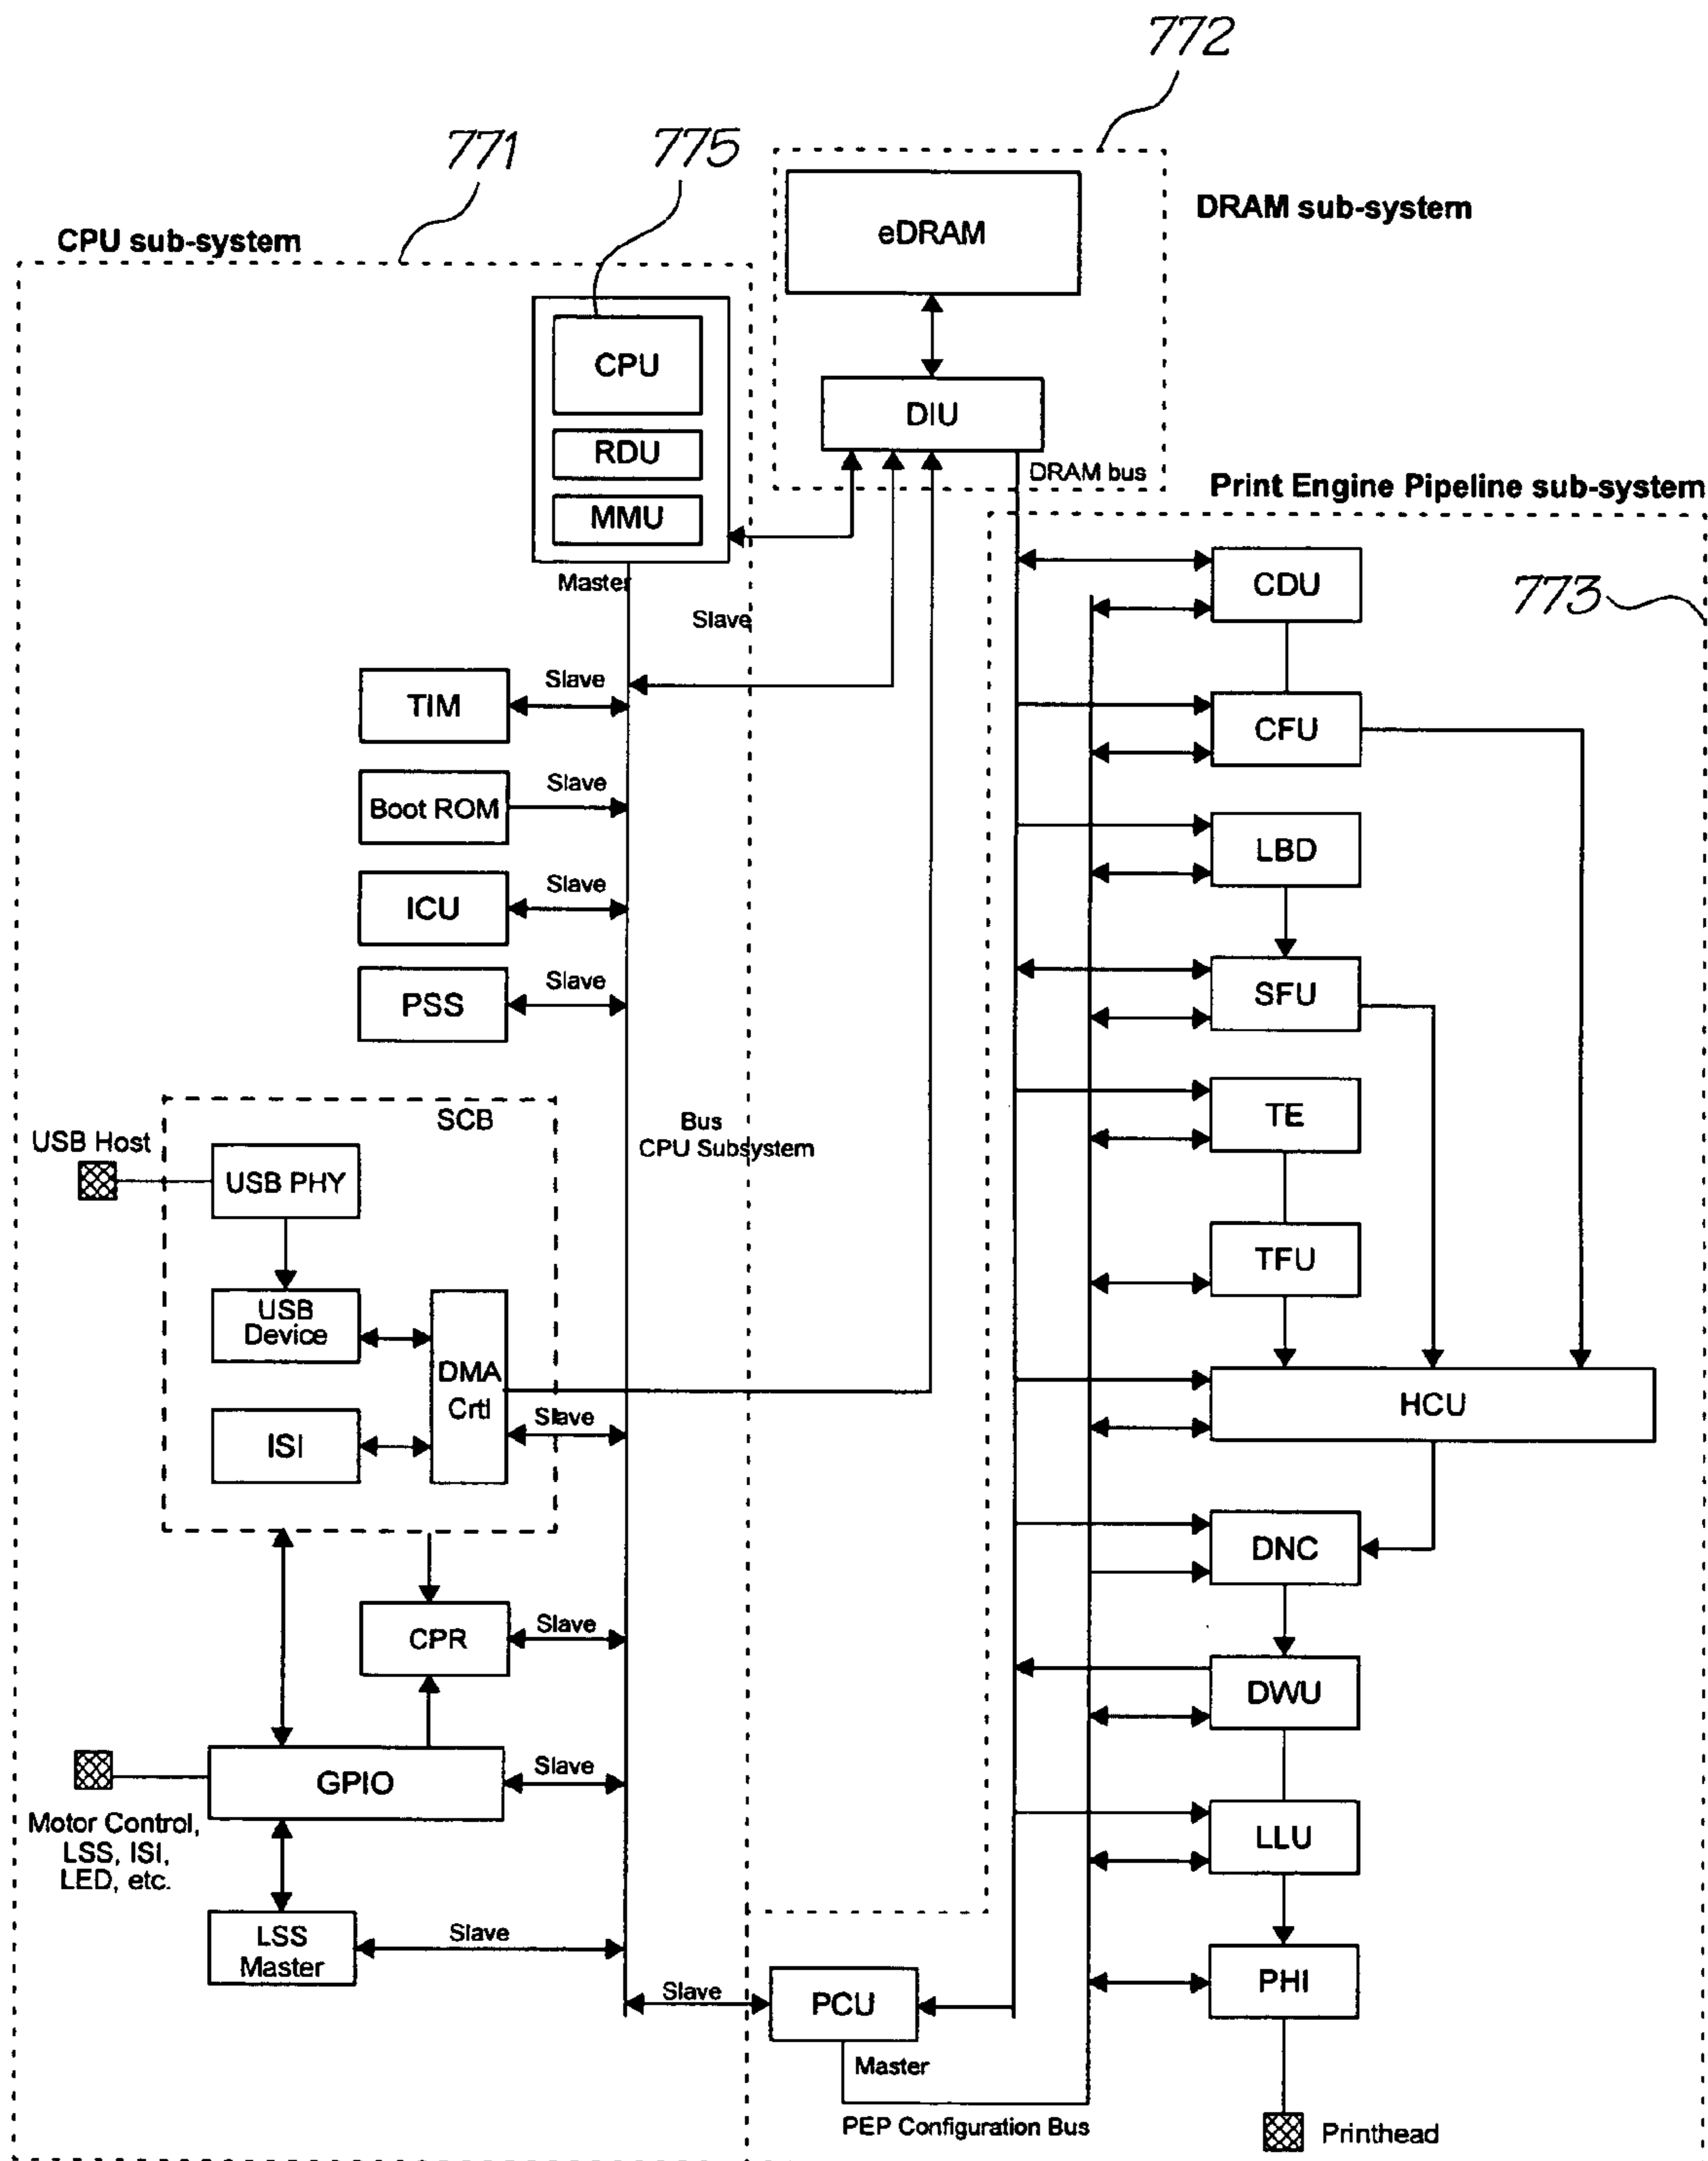 772
771
775
DRAM sub-system
CPU sub-system
eDRAM
CPU
DIU
RDU
DRAM bus
MMU
Print Engine Pipeline sub-system
Master
CDU
773
Slave
TIM
Slave
CFU
Boot ROM
Slave
LBD
ICU
Slave
PSS
Slave
SFU
SCB
TE
USB Host
Bus
CPU Subsystem
USB PHY
TFU
USB
Device
DMA
Crtl
HCU
ISI
Slave
DNC
CPR
Slave
DWU
GPIO
Slave
Motor Control,
LSS, ISI,
LED, etc.
LLU
LSS
Master
Slave
PHI
Slave
PCU
Master
PEP Configuration Bus
Printhead